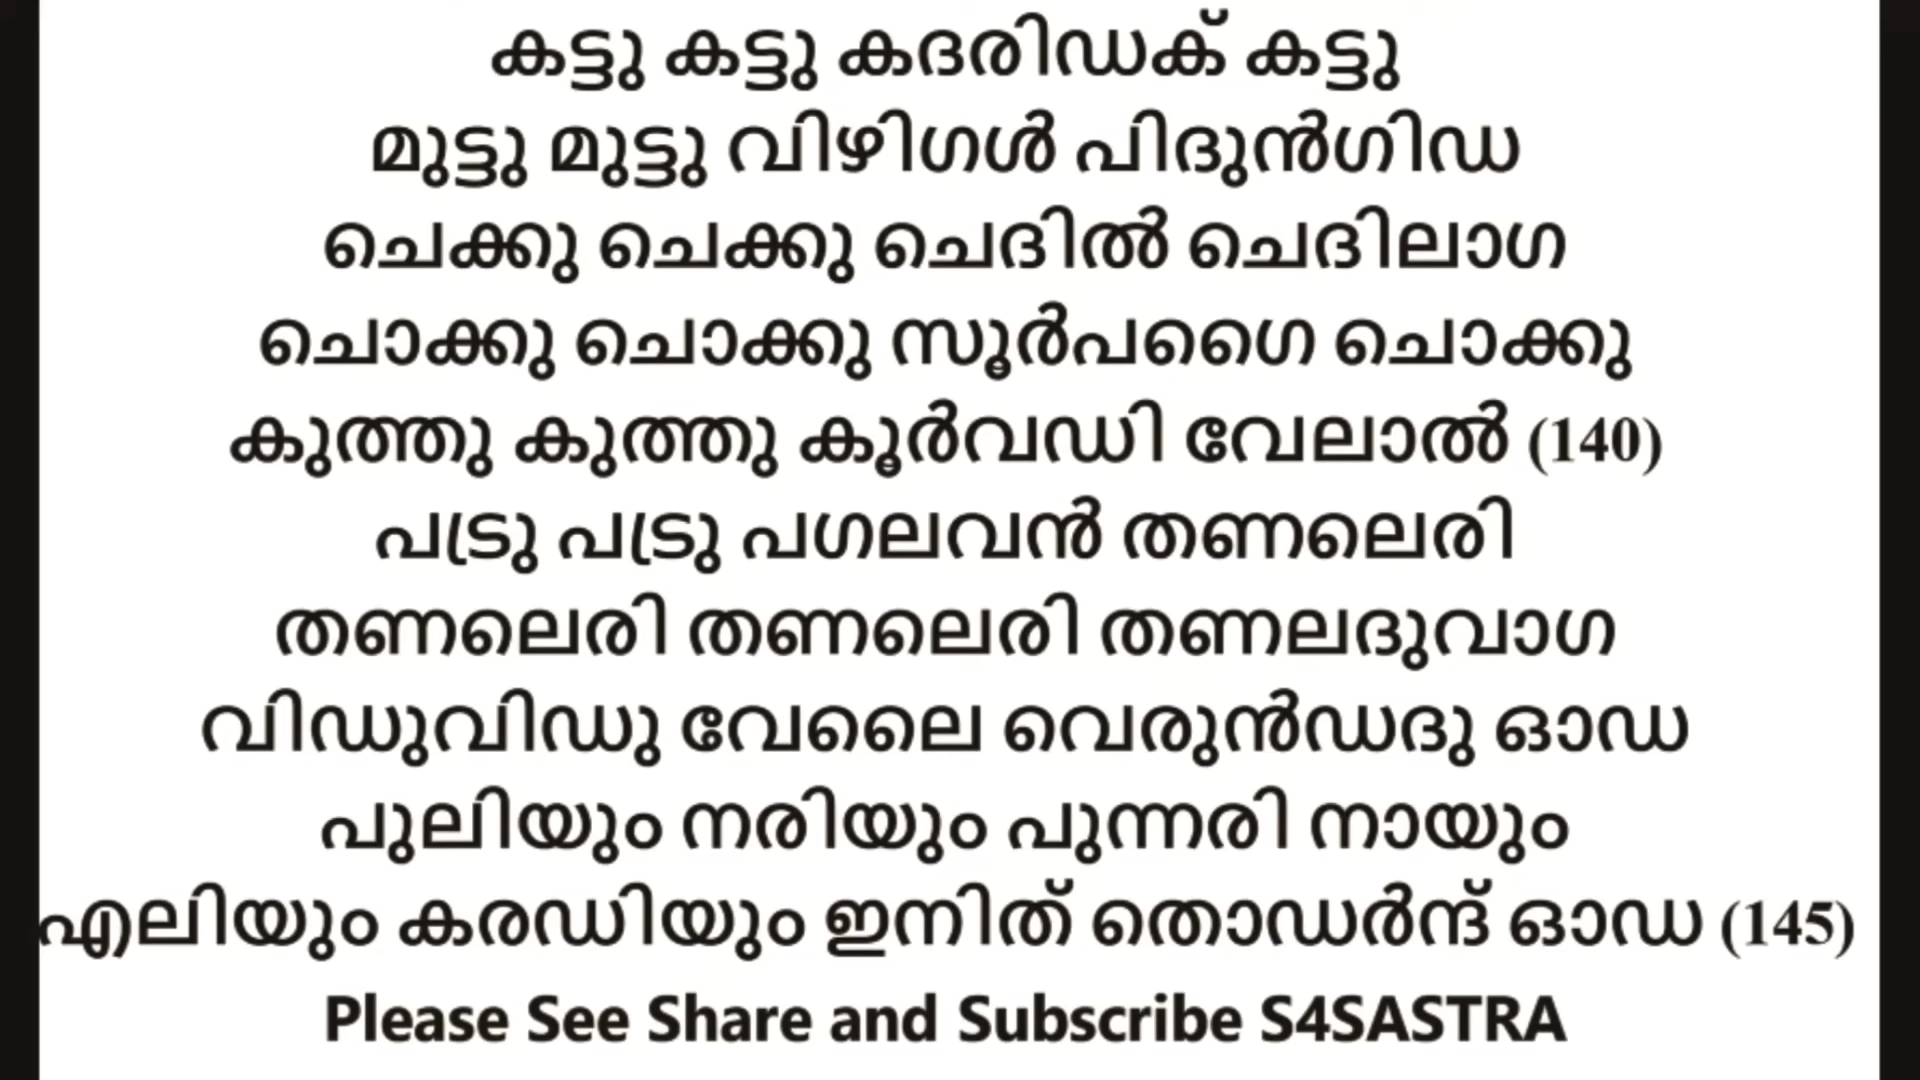 കട്ടു കട്ടു കദരിഡക് കട്ടു
മുട്ടു മുട്ടു വിഴിഗൾ പിദുൻഗിഡ
ചെക്കു ചെക്കു ചെദിൽ ചെദിലാഗ
ചൊക്കു ചൊക്കു സൂർപഗൈ ചൊക്കു
കുത്തു കുത്തു കൂർവഡി വേലാൽ (140)
പട്രു പട്രു പഗലവൻ തണലെരി
തണലെരി തണലെരി തണലദുവാഗ
വിഡുവിഡു വേലൈ വെരുൻഡദു ഓഡ
പുലിയും നരിയും പുന്നരി നായും
എലിയും കരഡിയും ഇനിത് തൊഡർന്ദ് ഓഡ (145)
Please See Share and Subscribe S4SASTRA